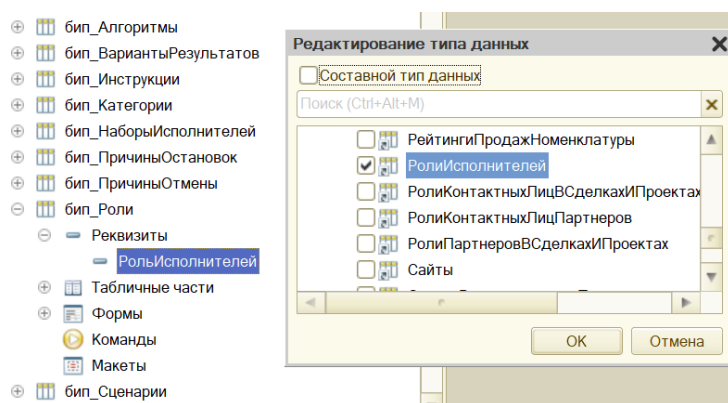 бип_Алгоритмы
бип_ВариантыРезультатов
бип_Инструкции
бип_Категории
бип_НаборыИсполнителей
бип_ПричиныОстановок
бип_ПричиныОтмены
бип_Роли
Реквизиты
РольИсполнителей
Табличные части
Формы
Команды
Макеты
бип_Сценарии
Редактирование типа данных
Составной тип данных
Поиск (Ctrl+Alt+M)
РейтингиПродажНоменклатуры
РолиИсполнителей
РолиКонтактныхЛицВСделкахИПроектах
РолиКонтактныхЛицПартнеров
РолиПартнеровВСделкахИПроектах
Сайты
ОК
Отмена